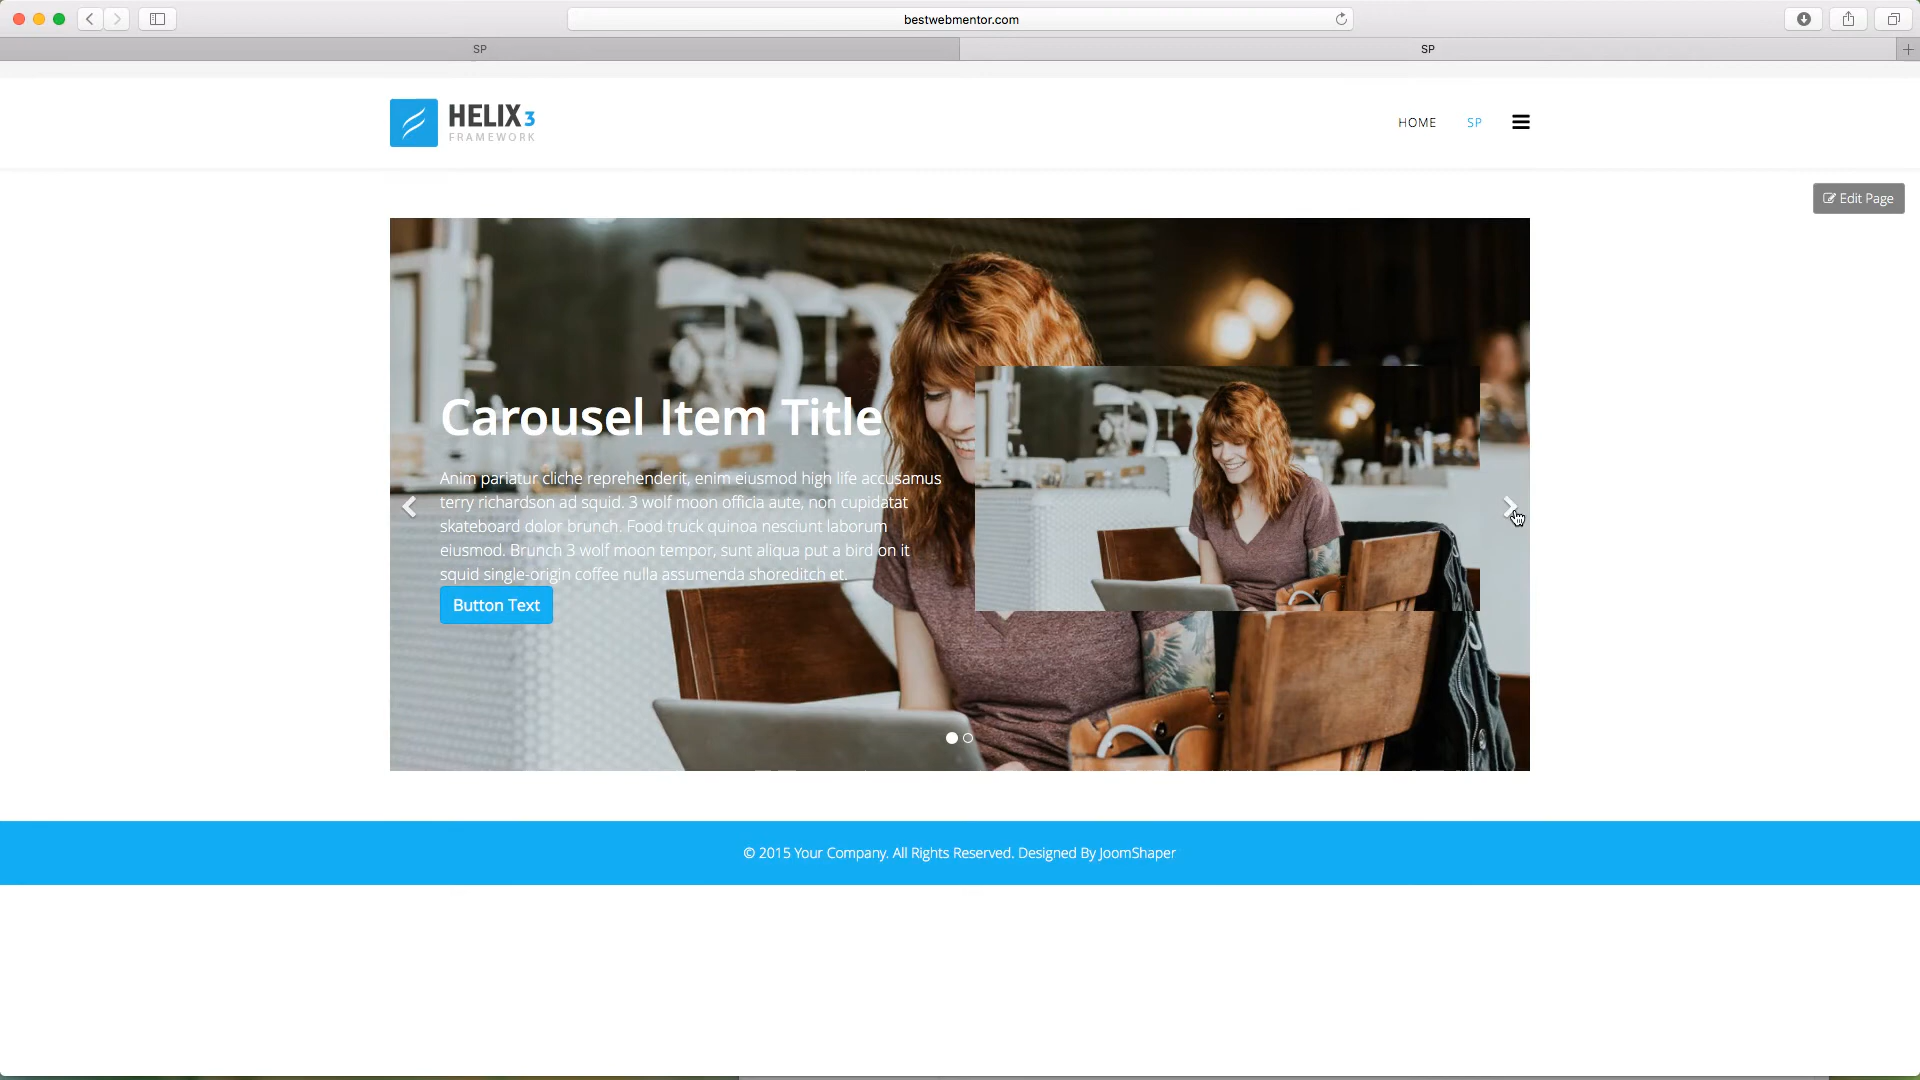 bestwebmentor.com
SP
SP
HELIX3
FRAMEWORK
HOME
SP
Edit Page
Carousel Item Title
Anim pariatur cliche reprehenderit, enim eiusmod high life accusamus
terry richardson ad squid. 3 wolf moon officia aute, non cupidatat
skateboard dolor brunch. Food truck quinoa nesciunt laborum
eiusmod. Brunch 3 wolf moon tempor, sunt aliqua put a bird on it
squid single-origin coffee nulla assumenda shoreditch et.
Button Text
© 2015 Your Company. All Rights Reserved. Designed By JoomShaper